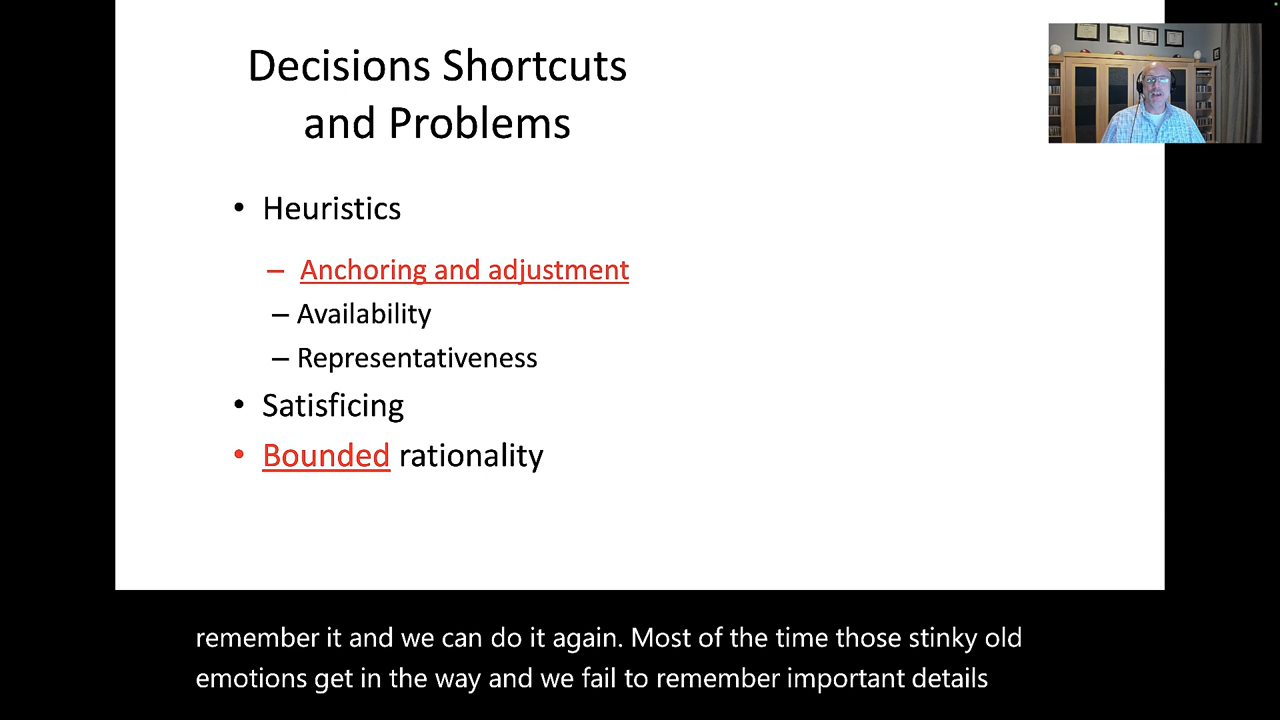 Decisions Shortcuts
and Problems
• Heuristics
– Anchoring and adjustment
– Availability
– Representativeness
• Satisficing
• Bounded rationality
remember it and we can do it again. Most of the time those stinky old
emotions get in the way and we fail to remember important details